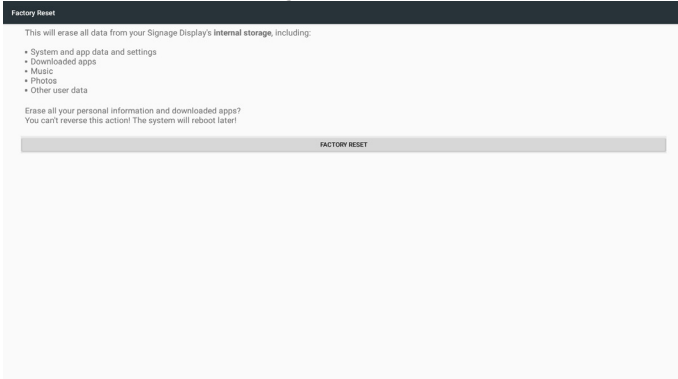 Factory Reset
This will erase all data from your Signage Display's internal storage, including:
• System and app data and settings
• Downloaded apps
• Music
• Photos
• Other user data
Erase all your personal information and downloaded apps?
You can't reverse this action! The system will reboot later!
FACTORY RESET